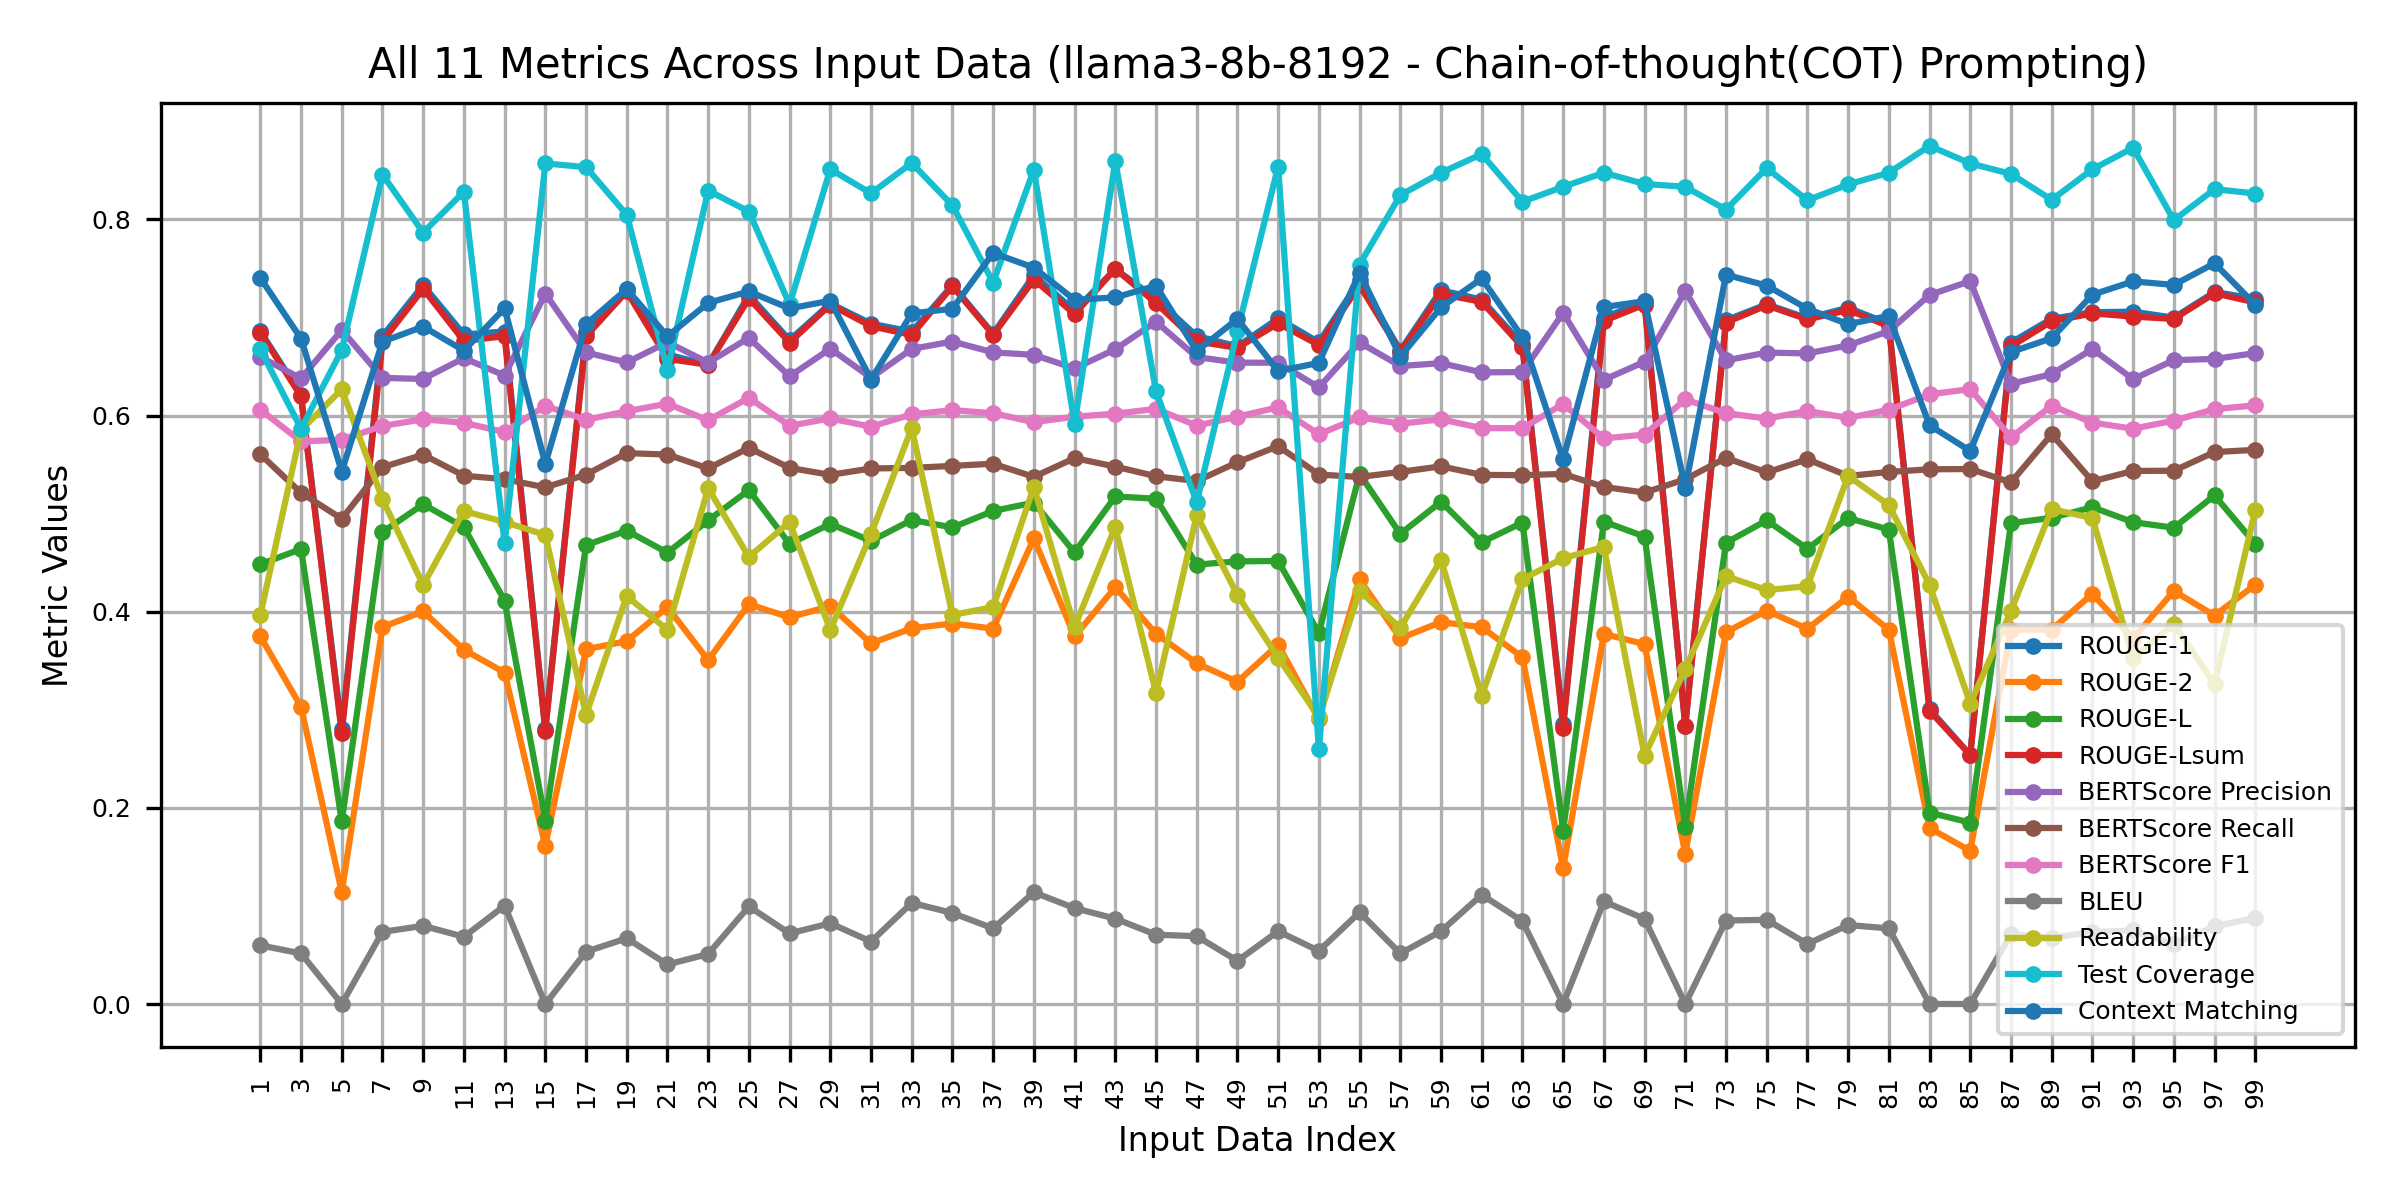 All 11 Metrics Across Input Data (llama3-8b-8192 - Chain-of-thought(COT) Prompting)
Metric Values
0.8
0.6
0.4
0.2
0.0
ROUGE-1
ROUGE-2
ROUGE-L
ROUGE-Lsum
BERTScore Precision
BERTScore Recall
BERTScore F1
BLEU
Readability
Test Coverage
Context Matching
1 3 5 7 9 11 13 15 17 19 21 23 25 27 29 31 33 35 37 39 41 43 45 47 49 51 53 55 57 59 61 63 65 67 69 71 73 75 77 79 81 83 85 87 89 91 93 95 97 99
Input Data Index